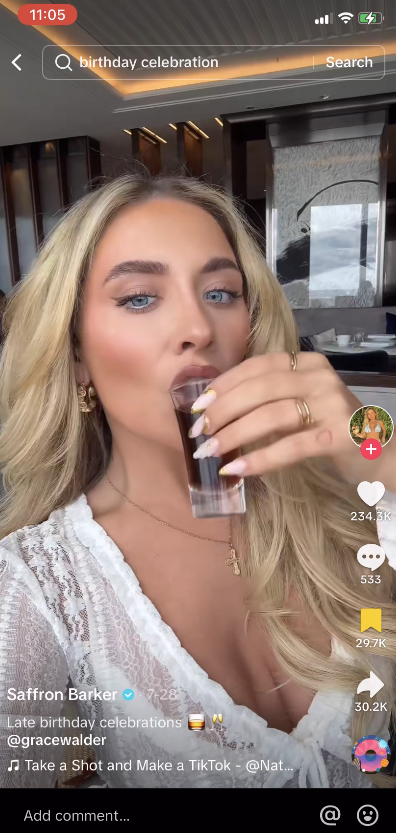 11:05
birthday celebration
Search
234.3K
533
29.7K
30.2K
Saffron Barker 7-28
Late birthday celebrations 🥃🥂
@gracewalder
♫ Take a Shot and Make a TikTok - @Nat...
Add comment...
@